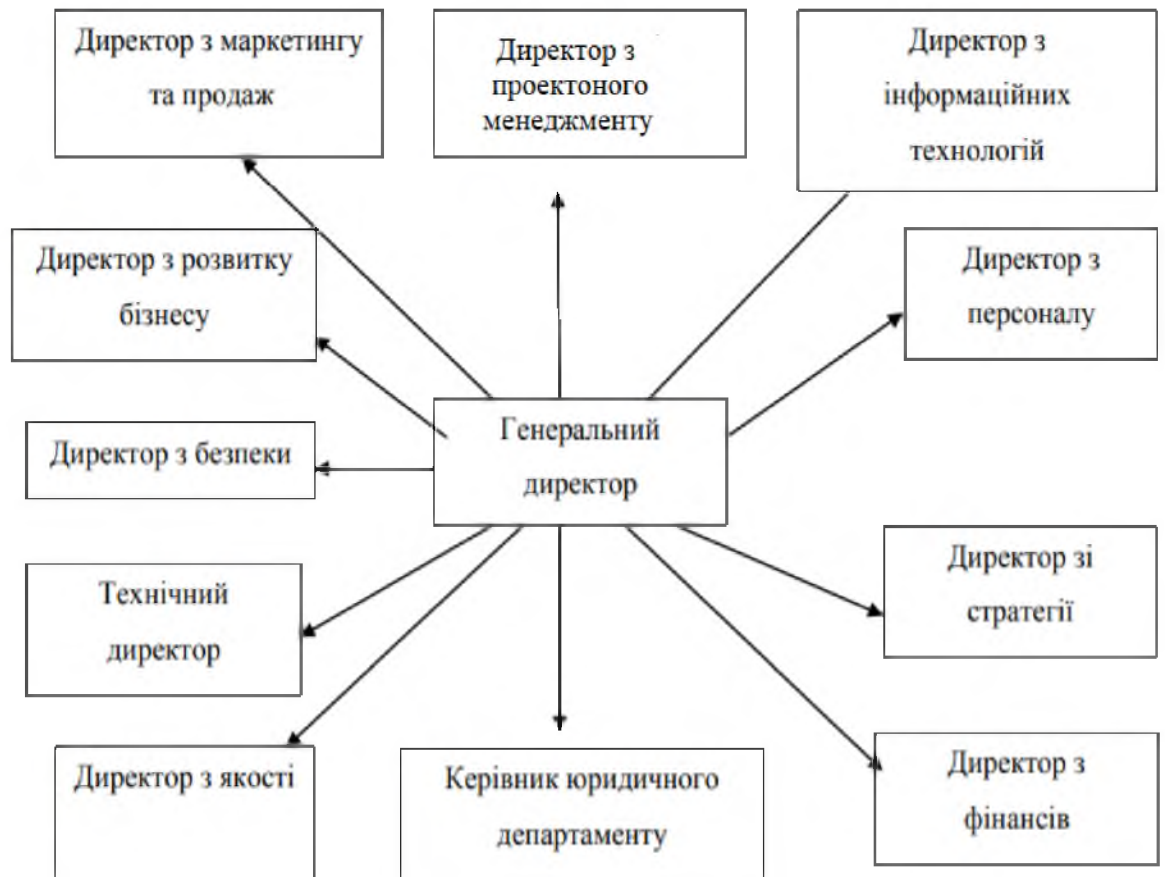 Директор з маркетингу
та продаж
Директор з
проектоного
менеджменту
Директор з
інформаційних
технологій
Директор з розвитку
бізнесу
Директор з
персоналу
Генеральний
директор
Директор з безпеки
Технічний
директор
Директор зі
стратегії
Директор з якості
Керівник юридичного
департаменту
Директор з
фінансів